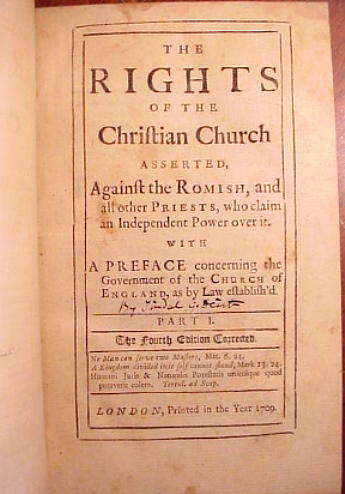 THE
RIGHTS
OF THE
Chriſtian Church
ASSERTED,
Againſt the ROMISH, and
all other PRIESTS, who claim
an Independent Power over it.
WITH
A PREFACE concerning the
Government of the CHURCH of
ENGLAND, as by Law eſtabliſh'd.
By Tindal
PART I.
The Fourth Edition Corrected.
No Man can ſerve two Maſters, Mat. 6. 24.
A Kingdom divided in it ſelf cannot ſtand, Mark 13. 24.
Humani Juris & Naturalis Poteſtatis unicuique quod
putaverit colere. Tertul. ad Scap.
LONDON, Printed in the Year 1709.